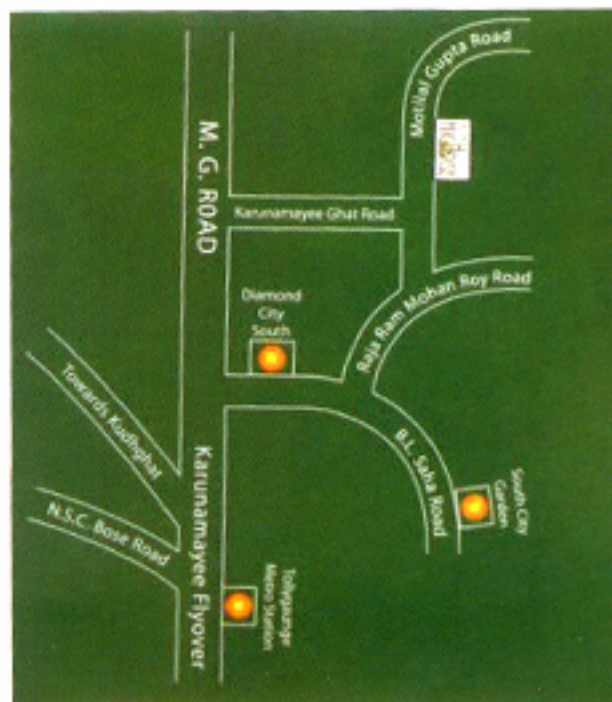 Motilal Gupta Road
M. G. ROAD
Karunamayee Ghat Road
Raja Ram Mohan Roy Road
Diamond
City
South
Towards Kudhghat
Karunamayee Flyover
B.L. Saha Road
South City
Garden
N.S.C. Bose Road
Tollygunge
Metro Station